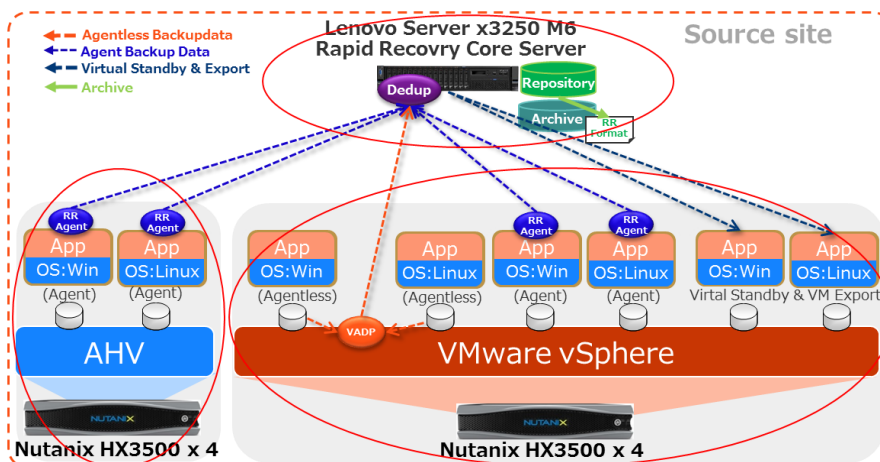 Lenovo Server x3250 M6
Rapid Recovry Core Server
Source site
Agentless Backupdata
Agent Backup Data
Virtual Standby & Export
Archive
Dedup
Repository
Archive
RR
Format
RR
Agent
RR
Agent
RR
Agent
RR
Agent
App
OS:Win
(Agent)
App
OS:Linux
(Agent)
App
OS:Win
(Agentless)
App
OS:Linux
(Agentless)
App
OS:Win
(Agent)
App
OS:Linux
(Agent)
App
OS:Win
App
OS:Linux
Virtal Standby & VM Export
VADP
AHV
VMware vSphere
NUTANIX
NUTANIX
Nutanix HX3500 x 4
Nutanix HX3500 x 4